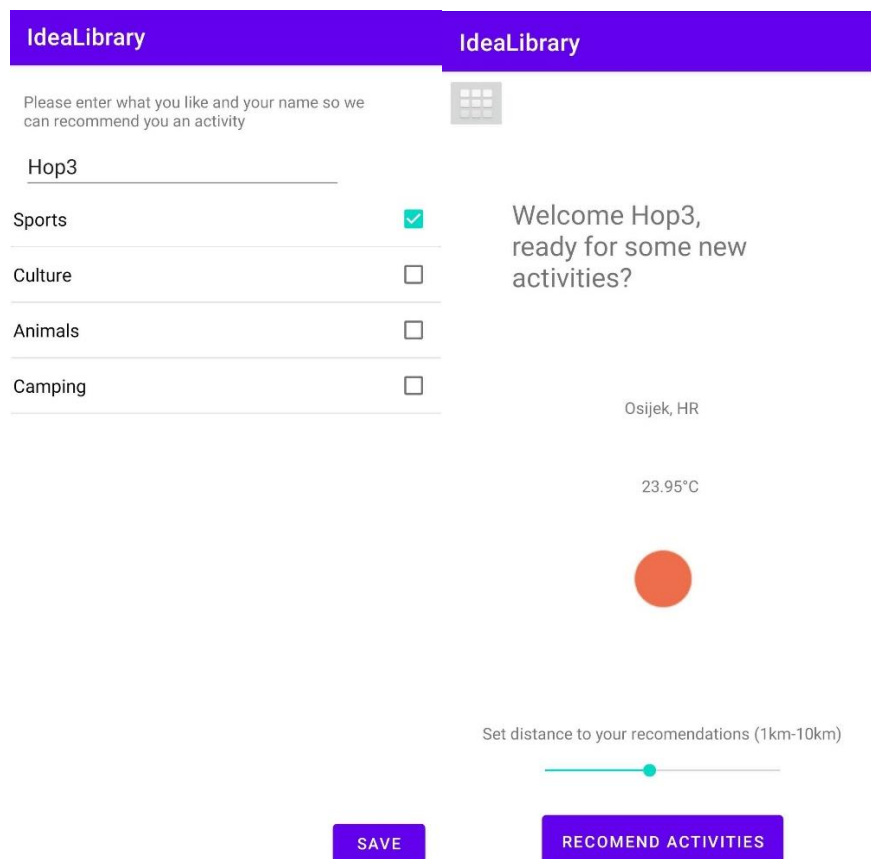 IdeaLibrary
Please enter what you like and your name so we
can recommend you an activity
Hop3
Sports
Culture
Animals
Camping
SAVE
IdeaLibrary
Welcome Hop3,
ready for some new
activities?
Osijek, HR
23.95°C
Set distance to your recomendations (1km-10km)
RECOMEND ACTIVITIES